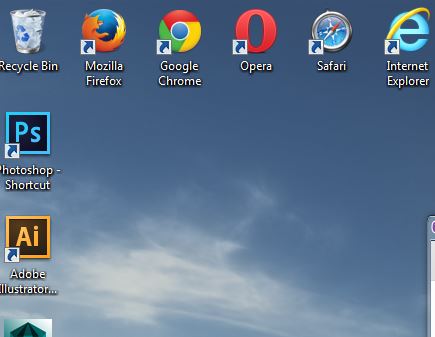 Recycle Bin
Mozilla
Firefox
Google
Chrome
Opera
Safari
Internet
Explorer
Ps
Photoshop -
Shortcut
Ai
Adobe
Illustrator...